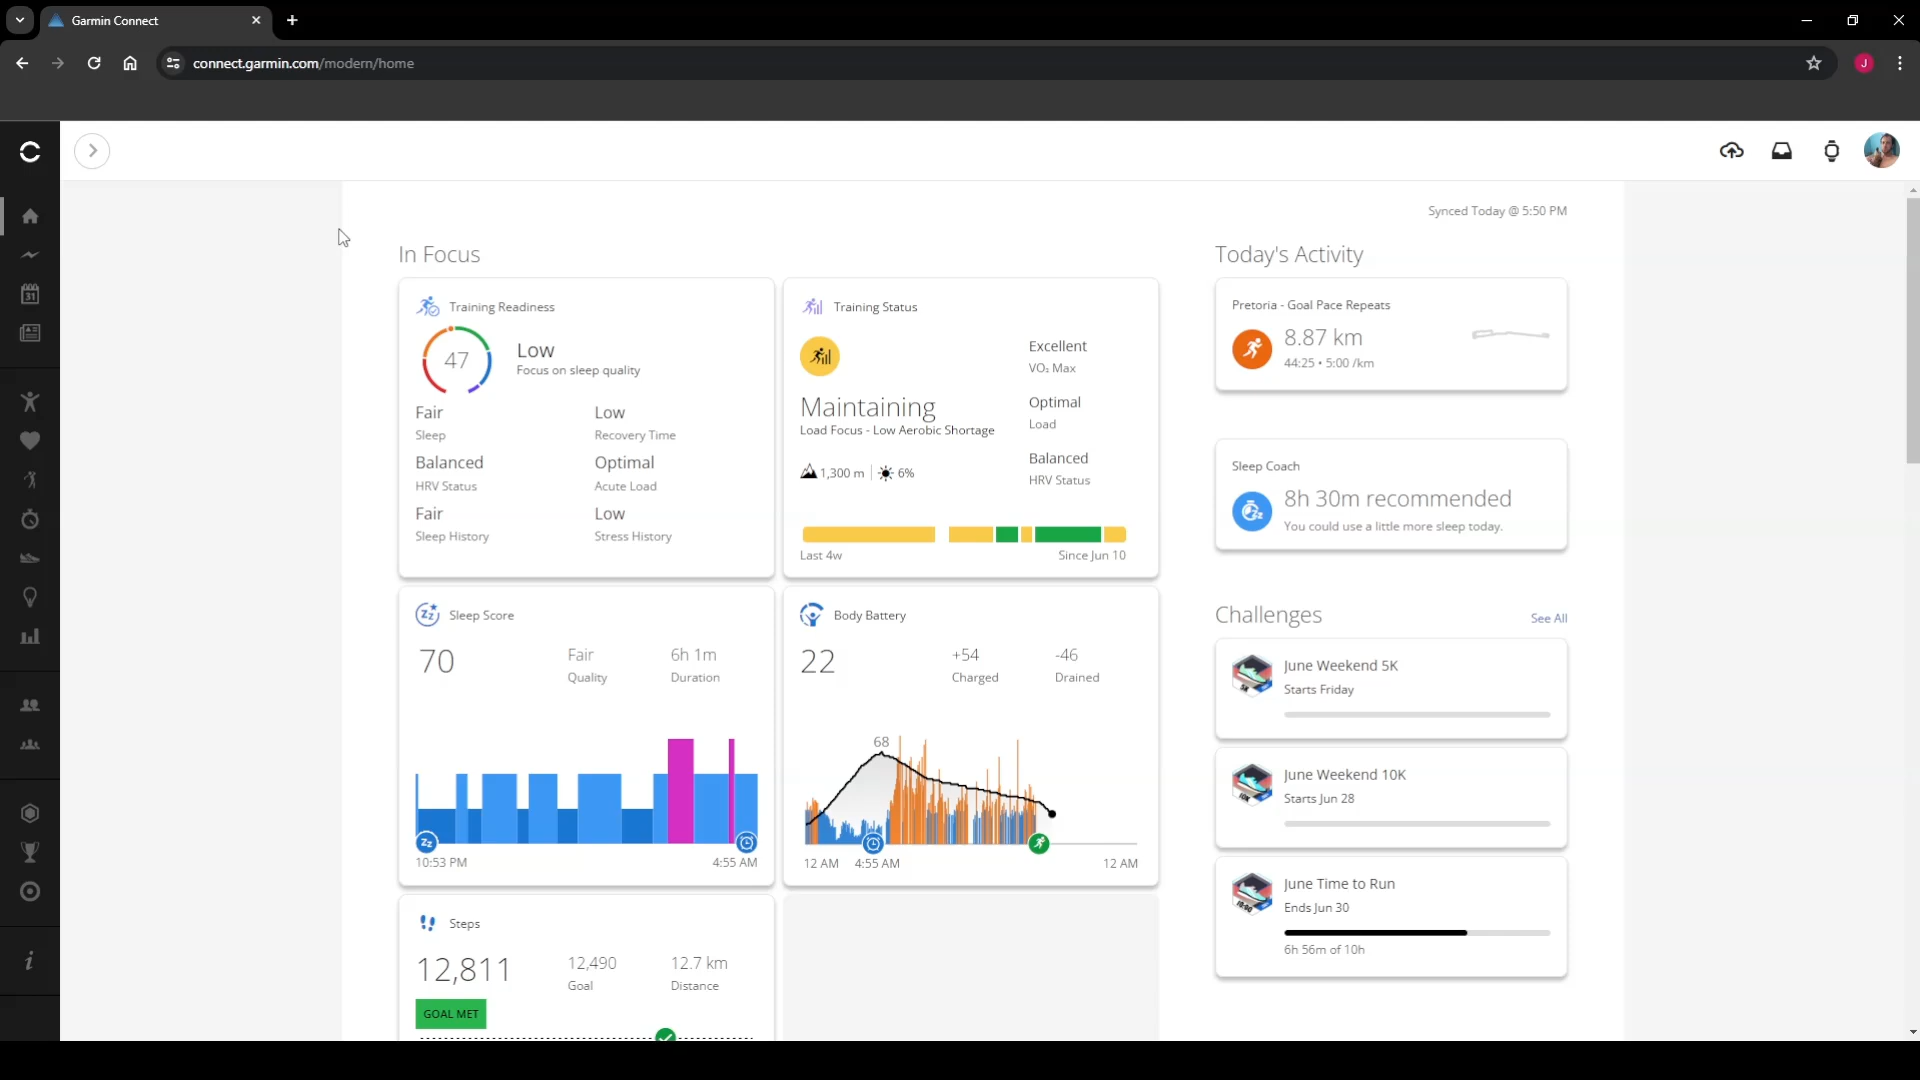 Garmin Connect
connect.garmin.com/modern/home
J
31
Synced Today @ 5:50 PM
In Focus
Training Readiness
47
Low
Focus on sleep quality
Fair
Sleep
Low
Recovery Time
Balanced
HRV Status
Optimal
Acute Load
Fair
Sleep History
Low
Stress History
Training Status
Maintaining
Load Focus - Low Aerobic Shortage
1,300 m
6%
Excellent
VO₂ Max
Optimal
Load
Balanced
HRV Status
Last 4w
Since Jun 10
Sleep Score
70
Fair
Quality
6h 1m
Duration
10:53 PM
4:55 AM
Body Battery
22
+54
Charged
-46
Drained
68
12 AM
4:55 AM
12 AM
Steps
12,811
12,490
Goal
12.7 km
Distance
GOAL MET
Today's Activity
Pretoria - Goal Pace Repeats
8.87 km
44:25 • 5:00 /km
Sleep Coach
8h 30m recommended
You could use a little more sleep today.
Challenges
See All
June Weekend 5K
Starts Friday
June Weekend 10K
Starts Jun 28
June Time to Run
Ends Jun 30
6h 56m of 10h